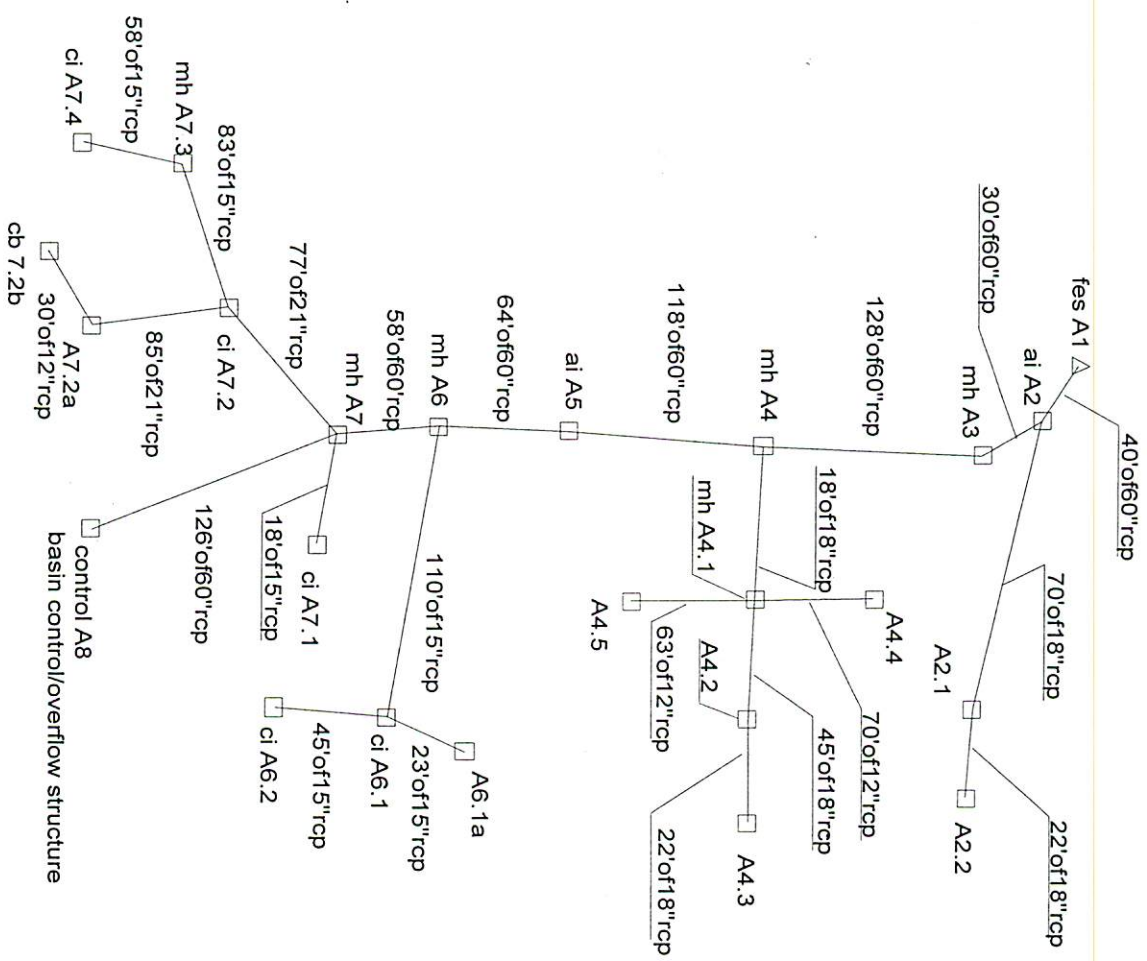 40'of60"rcp
fes A1
30'of60"rcp
ai A2
mh A3
70'of18"rcp
A2.1
22'of18"rcp
A2.2
128'of60"rcp
mh A4
18'of18"rcp
mh A4.1
A4.4
70'of12"rcp
45'of18"rcp
A4.2
63'of12"rcp
A4.5
A4.3
22'of18"rcp
118'of60"rcp
ai A5
64'of60"rcp
mh A6
110'of15"rcp
A6.1a
23'of15"rcp
ci A6.1
45'of15"rcp
ci A6.2
58'of60"rcp
mh A7
18'of15"rcp
ci A7.1
77'of21"rcp
ci A7.2
83'of15"rcp
mh A7.3
58'of15"rcp
ci A7.4
85'of21"rcp
A7.2a
30'of12"rcp
cb 7.2b
126'of60"rcp
control A8
basin control/overflow structure